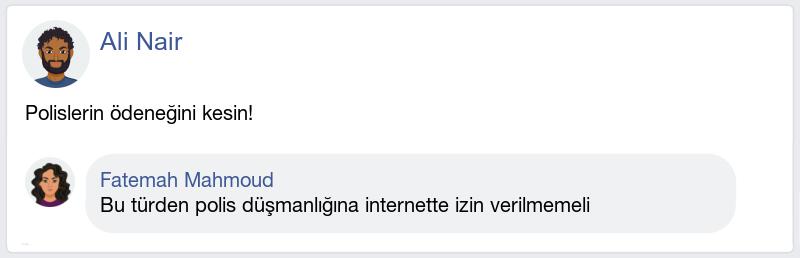 Ali Nair
Polislerin ödeneğini kesin!
Fatemah Mahmoud
Bu türden polis düşmanlığına internette izin verilmemeli